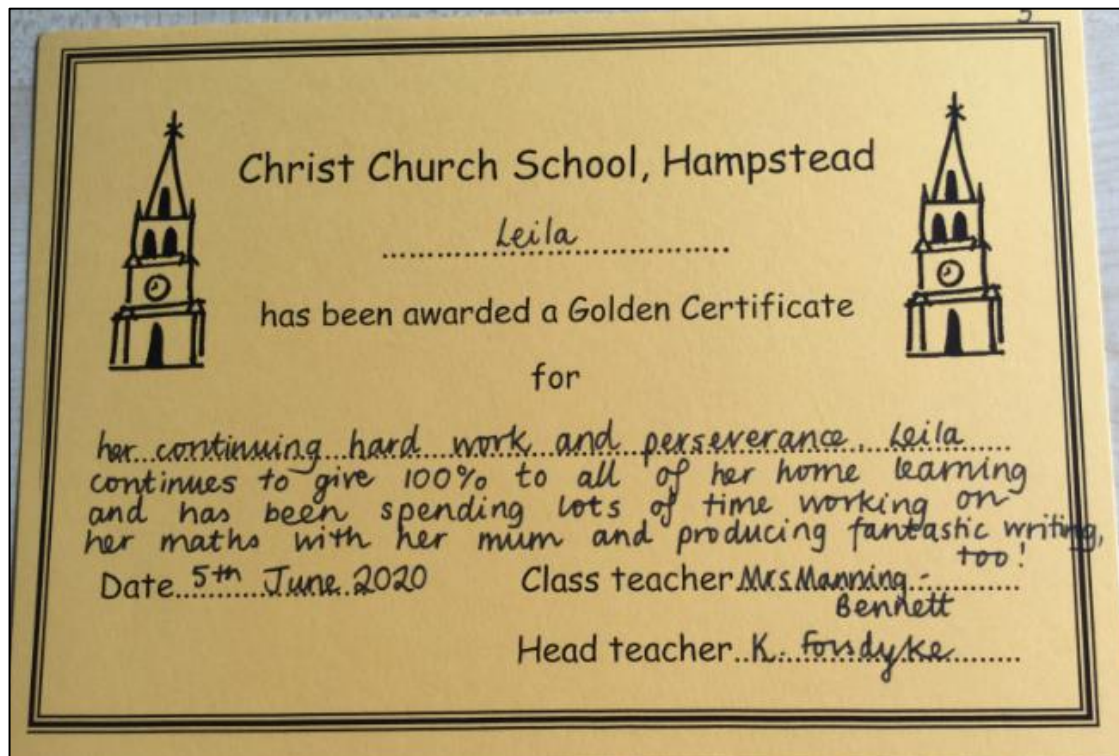 Christ Church School, Hampstead
Leila
has been awarded a Golden Certificate
for
her continuing hard work and perseverance. Leila
continues to give 100% to all of her home learning
and has been spending lots of time working on
her maths with her mum and producing fantastic writing,
too!
Date 5th June 2020 Class teacher Mrs Manning-
Bennett
Head teacher K. Forsdyke